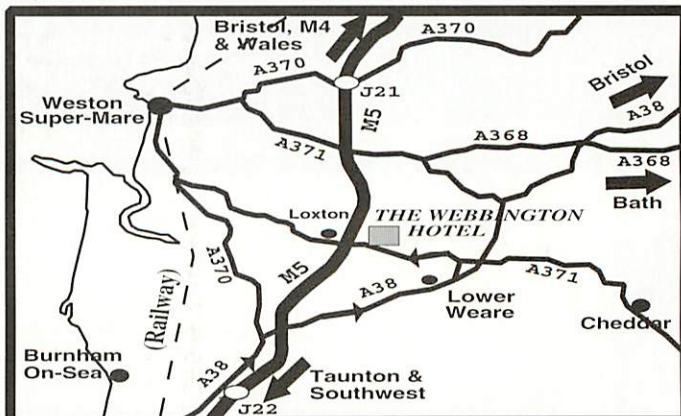 Bristol, M4
& Wales
A370
A370
Bristol
J21
A38
Weston
Super-Mare
M5
A371
A368
A368
Bath
Loxton
THE WEBBINGTON
HOTEL
A370
M5
A38
A371
Lower
Weare
(Railway)
Cheddar
Burnham
On-Sea
A38
Taunton &
Southwest
J22